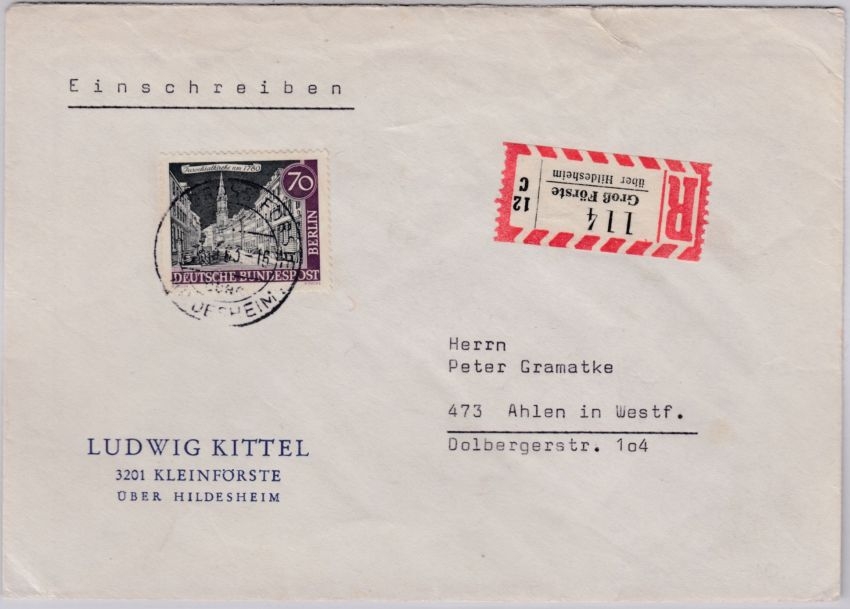 Einschreiben
Parochialkirche um 1780
70
BERLIN
DEUTSCHE BUNDESPOST
R
12
C
114
Groß Förste
über Hildesheim
Herrn
Peter Gramatke
473 Ahlen in Westf.
Dolbergerstr. 104
LUDWIG KITTEL
3201 KLEINFÖRSTE
ÜBER HILDESHEIM